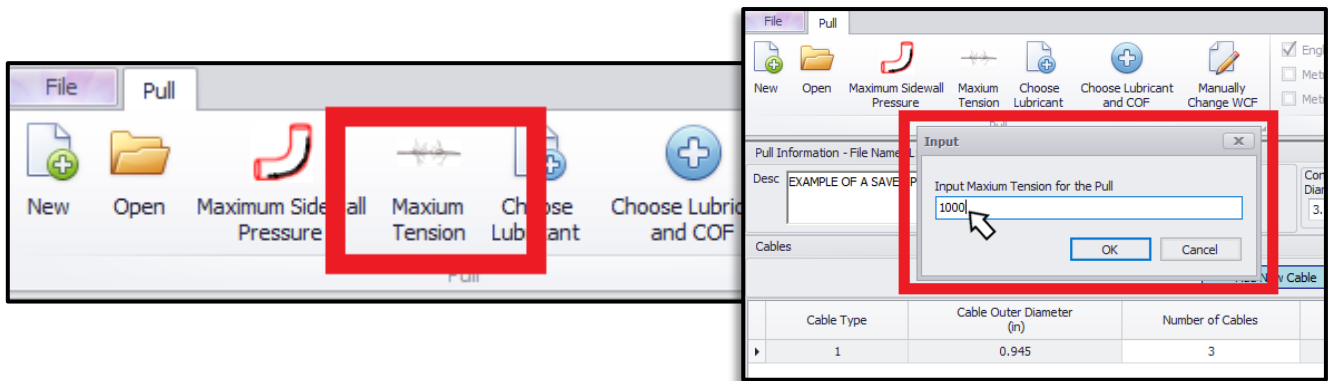 File Pull
New Open Maximum Sidewall Pressure Maxium Tension Choose Lubricant Choose and COF
Pull
File Pull
New Open Maximum Sidewall Pressure Maxium Tension Choose Lubricant Choose Lubricant and COF Manually Change WCF
Pull Information - File Name
Input
Desc EXAMPLE OF A SAVE
Input Maxium Tension for the Pull
1000
3.
OK Cancel
Cables
Cable
Cable Type Cable Outer Diameter (in) Number of Cables
1 0.945 3